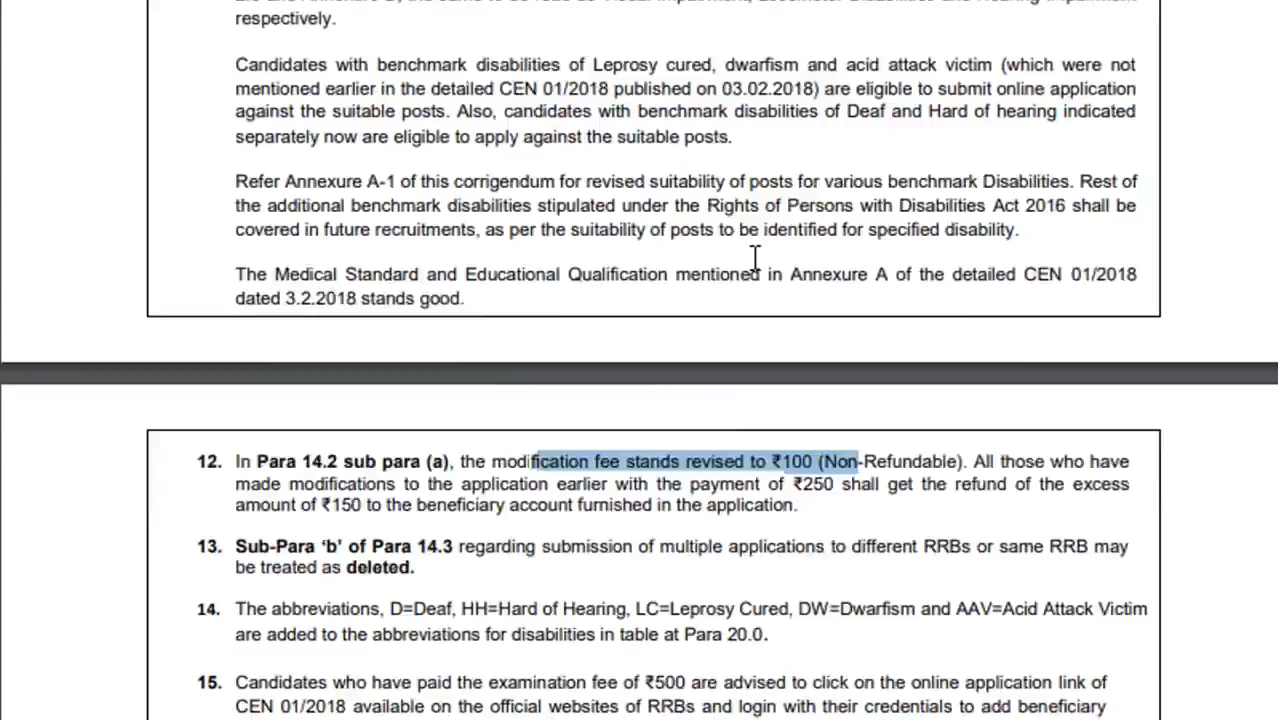 respectively.
Candidates with benchmark disabilities of Leprosy cured, dwarfism and acid attack victim (which were not
mentioned earlier in the detailed CEN 01/2018 published on 03.02.2018) are eligible to submit online application
against the suitable posts. Also, candidates with benchmark disabilities of Deaf and Hard of hearing indicated
separately now are eligible to apply against the suitable posts.
Refer Annexure A-1 of this corrigendum for revised suitability of posts for various benchmark Disabilities. Rest of
the additional benchmark disabilities stipulated under the Rights of Persons with Disabilities Act 2016 shall be
covered in future recruitments, as per the suitability of posts to be identified for specified disability.
The Medical Standard and Educational Qualification mentioned in Annexure A of the detailed CEN 01/2018
dated 3.2.2018 stands good.
12. In Para 14.2 sub para (a), the modification fee stands revised to ₹100 (Non-Refundable). All those who have
made modifications to the application earlier with the payment of ₹250 shall get the refund of the excess
amount of ₹150 to the beneficiary account furnished in the application.
13. Sub-Para ‘b’ of Para 14.3 regarding submission of multiple applications to different RRBs or same RRB may
be treated as deleted.
14. The abbreviations, D=Deaf, HH=Hard of Hearing, LC=Leprosy Cured, DW=Dwarfism and AAV=Acid Attack Victim
are added to the abbreviations for disabilities in table at Para 20.0.
15. Candidates who have paid the examination fee of ₹500 are advised to click on the online application link of
CEN 01/2018 available on the official websites of RRBs and login with their credentials to add beneficiary